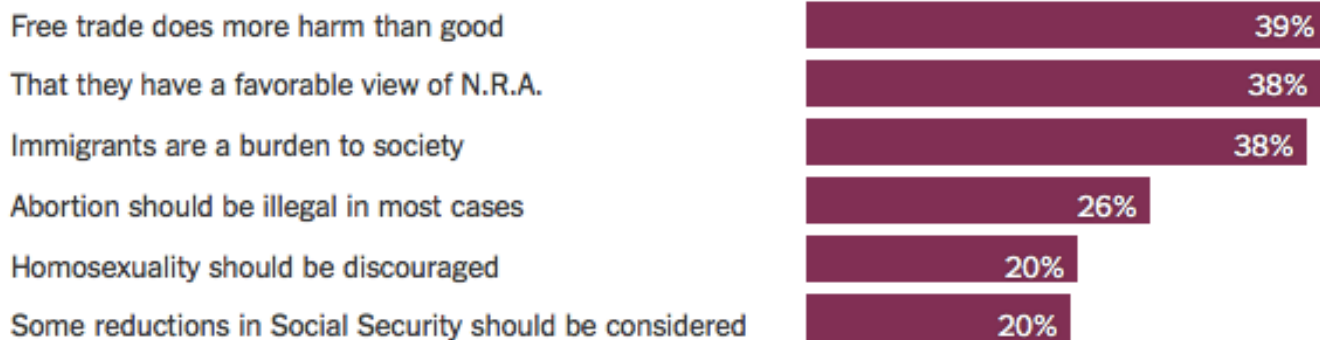 Free trade does more harm than good 39%
That they have a favorable view of N.R.A. 38%
Immigrants are a burden to society 38%
Abortion should be illegal in most cases 26%
Homosexuality should be discouraged 20%
Some reductions in Social Security should be considered 20%